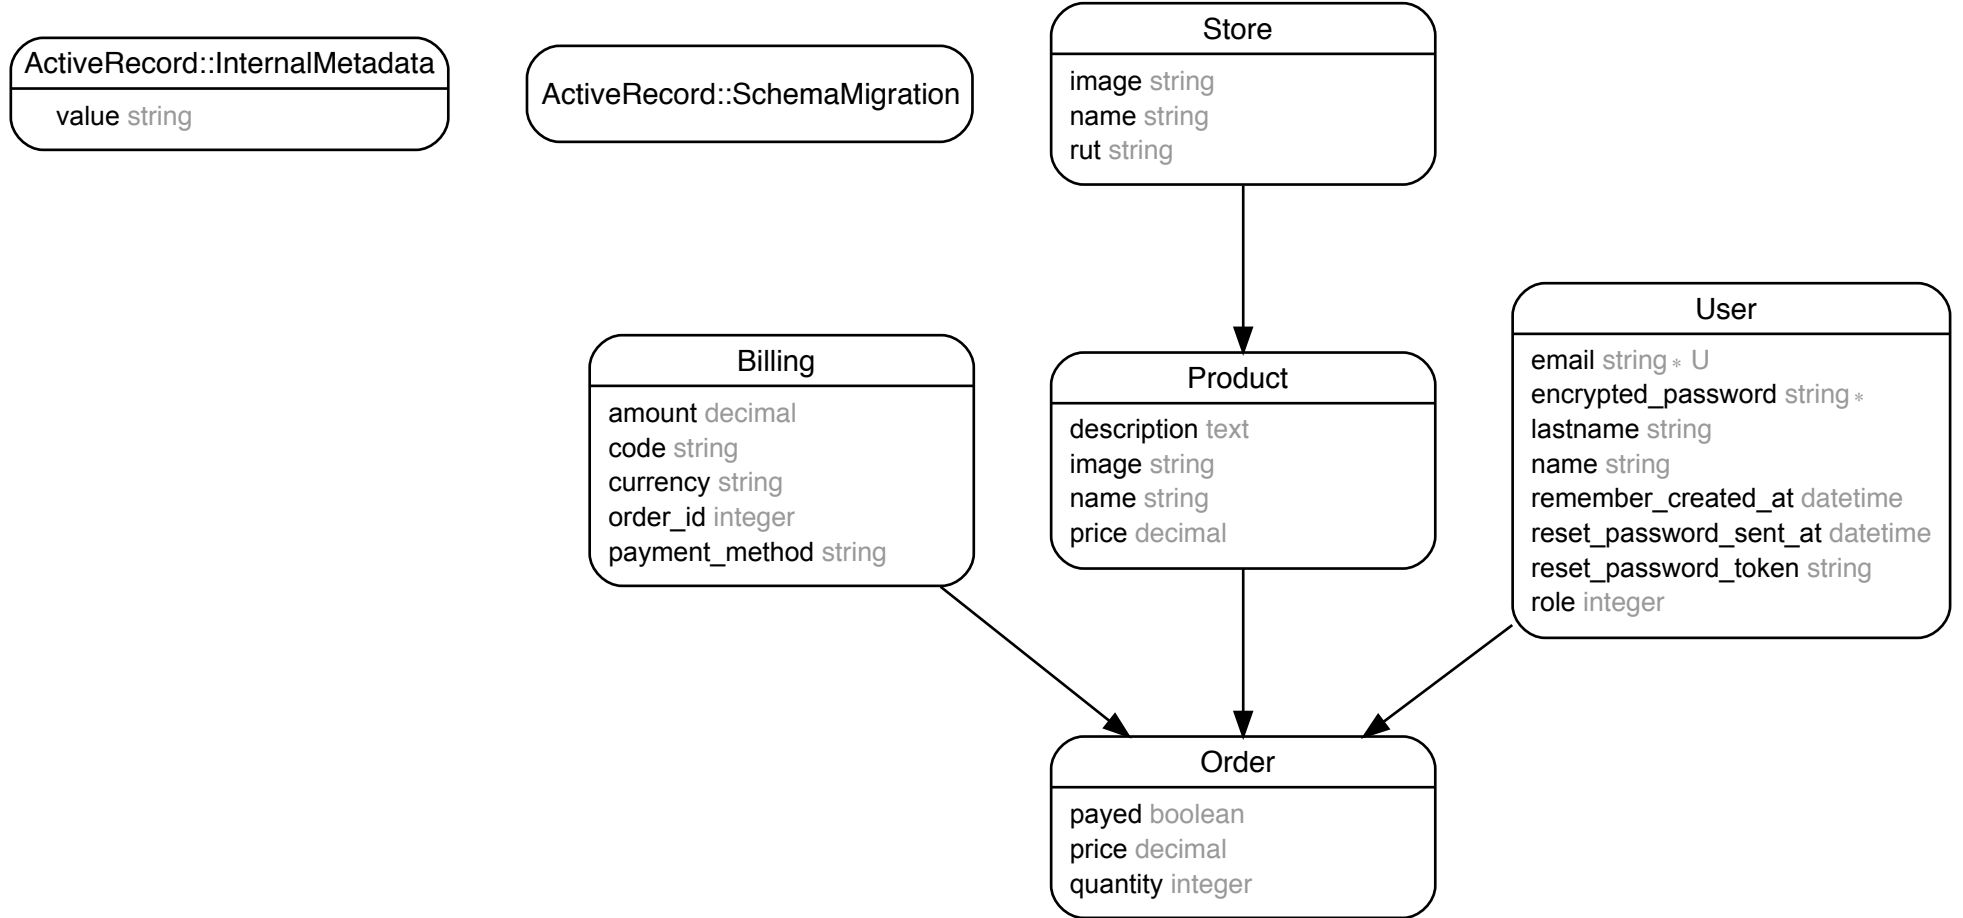 ActiveRecord::InternalMetadata
value string
ActiveRecord::SchemaMigration
Store
image string
name string
rut string
Billing
amount decimal
code string
currency string
order_id integer
payment_method string
Product
description text
image string
name string
price decimal
User
email string* U
encrypted_password string*
lastname string
name string
remember_created_at datetime
reset_password_sent_at datetime
reset_password_token string
role integer
Order
payed boolean
price decimal
quantity integer